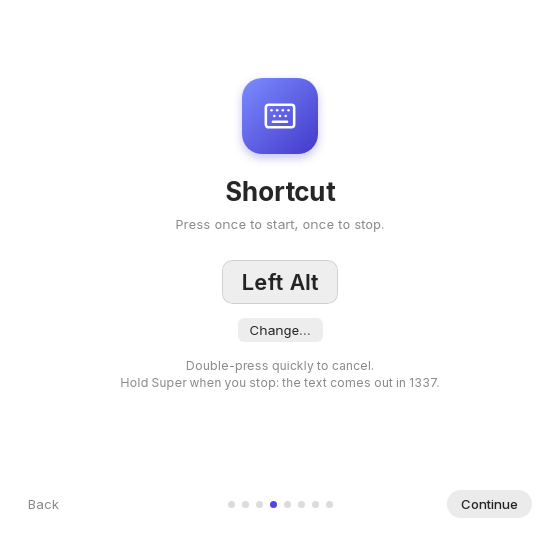 Shortcut
Press once to start, once to stop.
Left Alt
Change...
Double-press quickly to cancel.
Hold Super when you stop: the text comes out in 1337.
Back
Continue